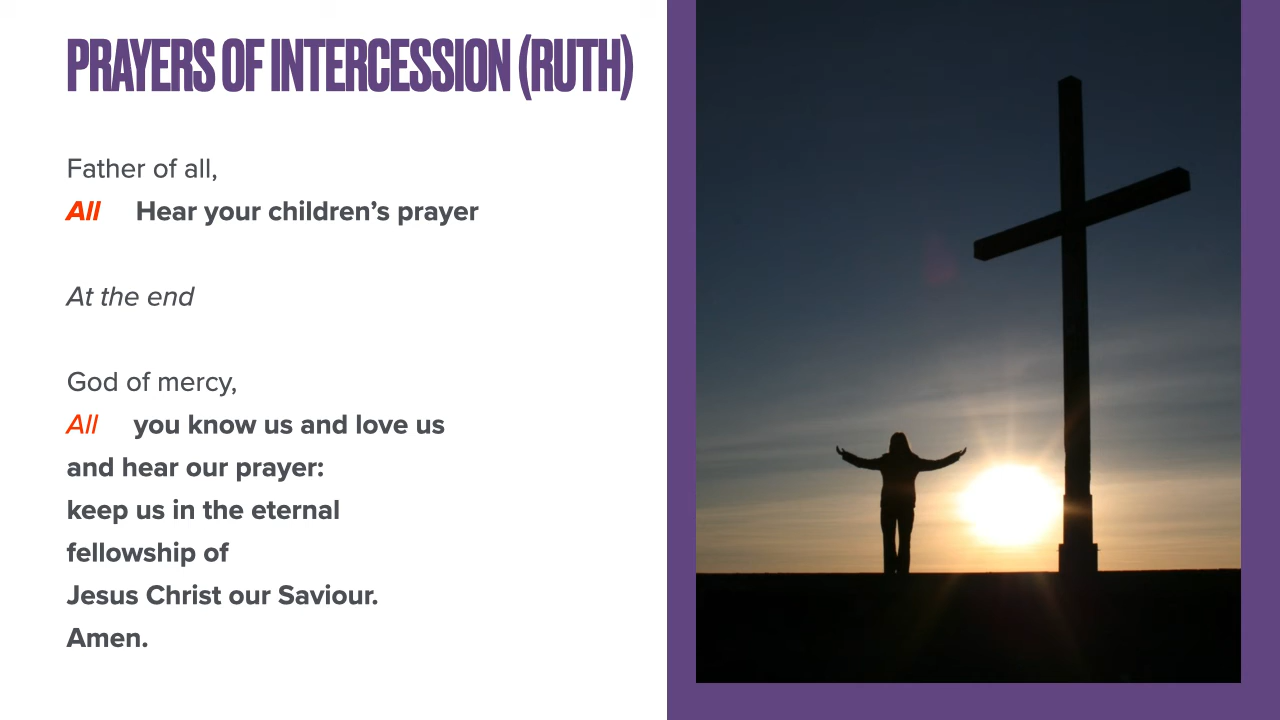 PRAYERS OF INTERCESSION (RUTH)
Father of all,
All Hear your children’s prayer
At the end
God of mercy,
All you know us and love us
and hear our prayer:
keep us in the eternal
fellowship of
Jesus Christ our Saviour.
Amen.